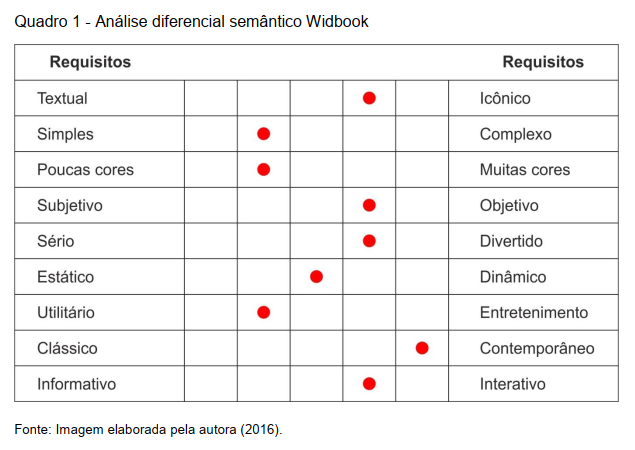 Quadro 1 - Análise diferencial semântico Widbook
Requisitos Requisitos
Textual Icônico
Simples Complexo
Poucas cores Muitas cores
Subjetivo Objetivo
Sério Divertido
Estático Dinâmico
Utilitário Entretenimento
Clássico Contemporâneo
Informativo Interativo
Fonte: Imagem elaborada pela autora (2016).